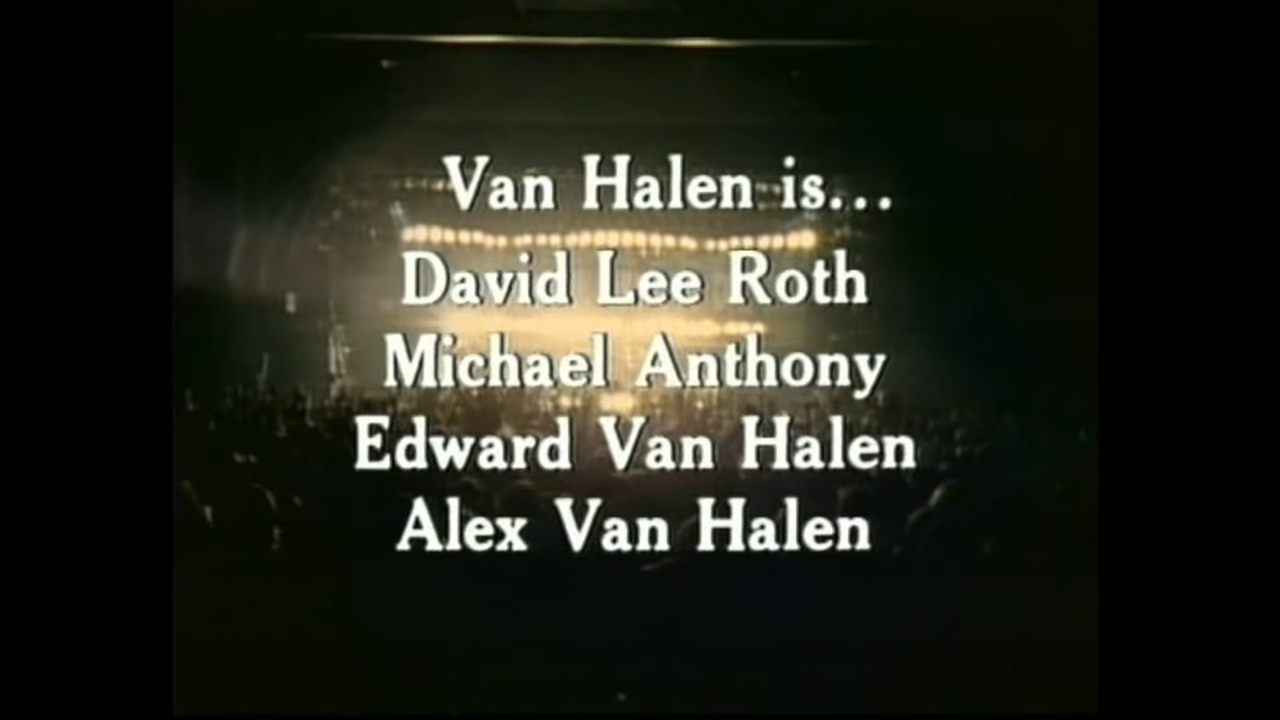 Van Halen is...
David Lee Roth
Michael Anthony
Edward Van Halen
Alex Van Halen